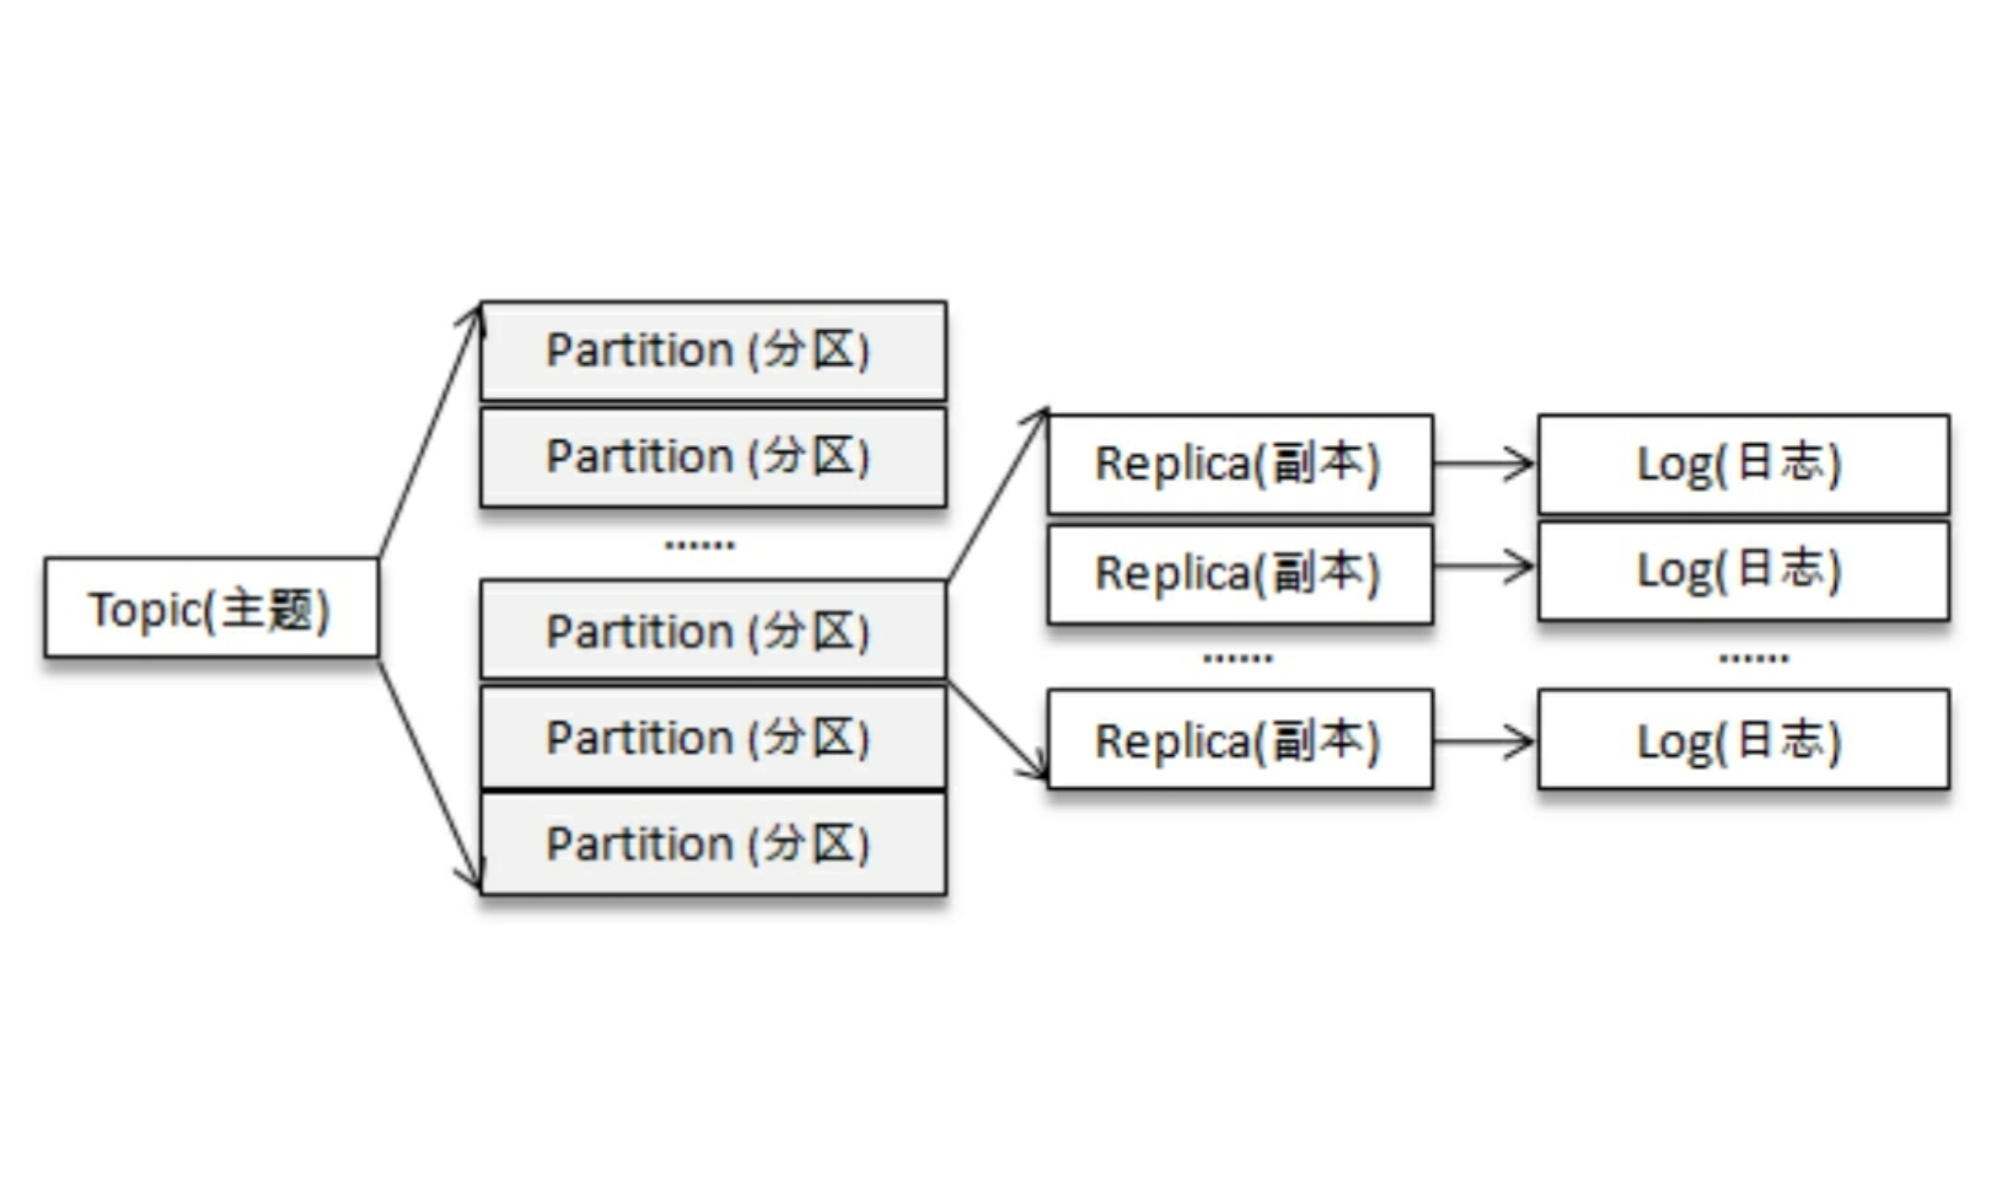 Topic(主题)
Partition (分区)
Partition (分区)
......
Partition (分区)
Partition (分区)
Partition (分区)
Replica(副本)
Replica(副本)
......
Replica(副本)
Log(日志)
Log(日志)
......
Log(日志)